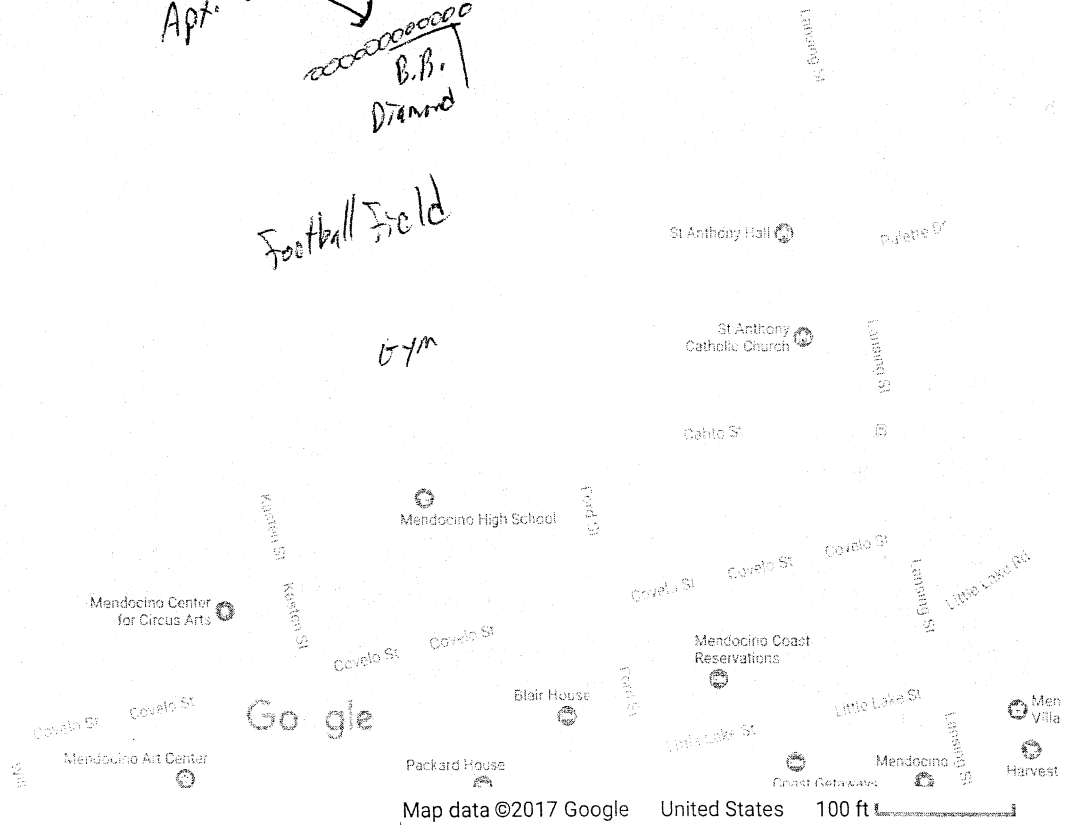 Apt.
B.B.
Diamond
Lansing St
Football Field
St Anthony Hall
Palette Dr
Gym
St Anthony
Catholic Church
Lansing St
Cahto St
Kasten St
Mendocino High School
Ford St
Covelo St
Covelo St
Covelo St
Lansing St
Little Lake Rd
Mendocino Center
for Circus Arts
Kasten St
Covelo St
Covelo St
Mendocino Coast
Reservations
Blair House
Ford St
Little Lake St
Men
Villa
Covelo St
Covelo St
Google
Little Lake St
Lansing St
Mendocino Art Center
Packard House
Coast Getaways
Mendocino
Harvest
Map data ©2017 Google United States 100 ft